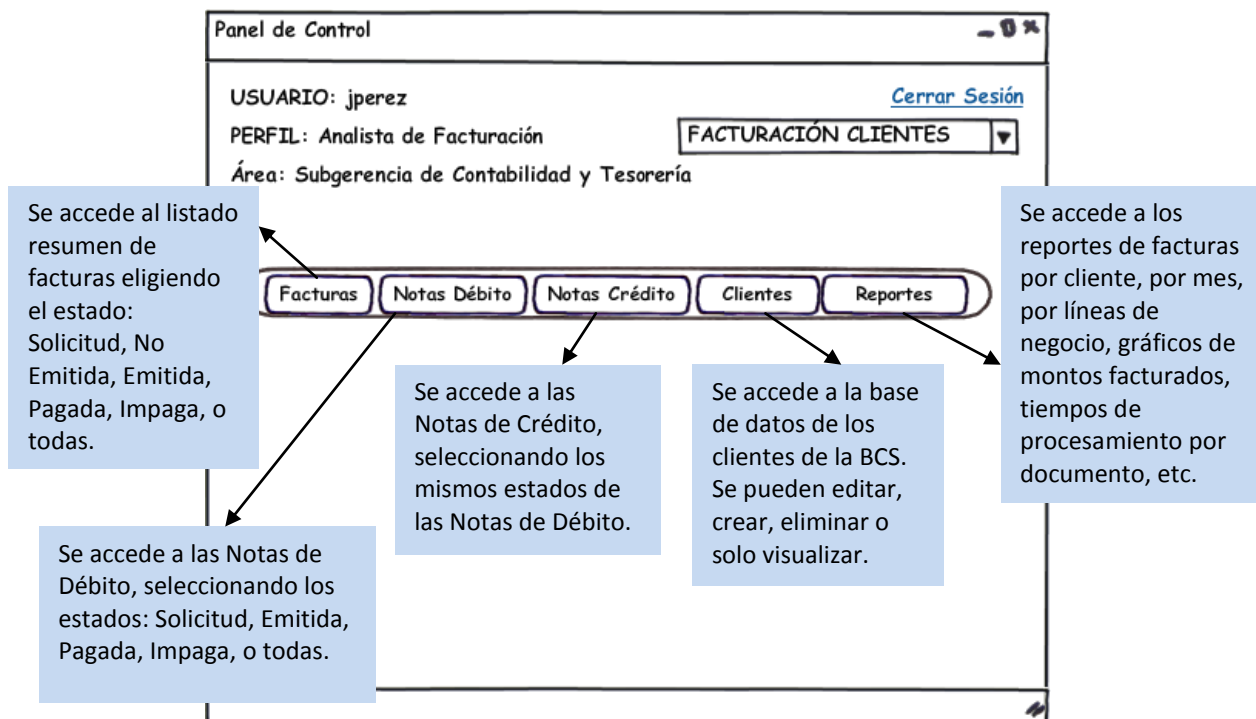 Panel de Control
USUARIO: jperez
Cerrar Sesión
PERFIL: Analista de Facturación
FACTURACIÓN CLIENTES
Área: Subgerencia de Contabilidad y Tesorería
Se accede al listado
resumen de
facturas eligiendo
el estado:
Solicitud, No
Emitida, Emitida,
Pagada, Impaga, o
todas.
Facturas
Notas Débito
Notas Crédito
Clientes
Reportes
Se accede a los
reportes de facturas
por cliente, por mes,
por líneas de
negocio, gráficos de
montos facturados,
tiempos de
procesamiento por
documento, etc.
Se accede a las
Notas de Crédito,
seleccionando los
mismos estados de
las Notas de Débito.
Se accede a la base
de datos de los
clientes de la BCS.
Se pueden editar,
crear, eliminar o
solo visualizar.
Se accede a las Notas de
Débito, seleccionando los
estados: Solicitud, Emitida,
Pagada, Impaga, o todas.